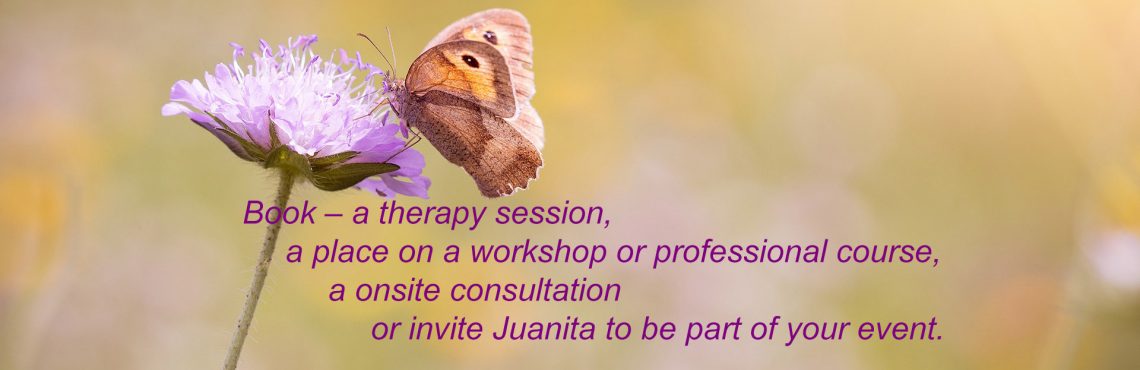 Book – a therapy session,
a place on a workshop or professional course,
a onsite consultation
or invite Juanita to be part of your event.